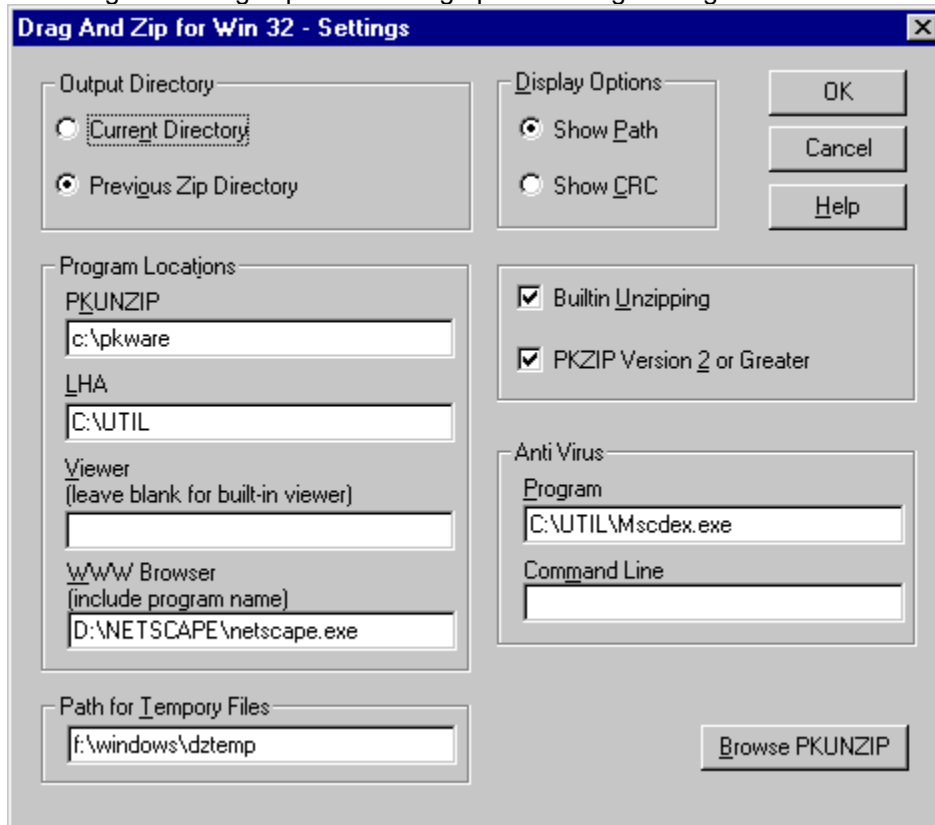 Drag And Zip for Win 32 - Settings
Output Directory
Current Directory
Previous Zip Directory
Display Options
Show Path
Show CRC
OK
Cancel
Help
Program Locations
PKUNZIP
c:\pkware
LHA
C:\UTIL
Viewer
(leave blank for built-in viewer)
WWW Browser
(include program name)
D:\NETSCAPE\netscape.exe
Builtin Unzipping
PKZIP Version 2 or Greater
Anti Virus
Program
C:\UTIL\Mscdex.exe
Command Line
Path for Tempory Files
f:\windows\dztemp
Browse PKUNZIP